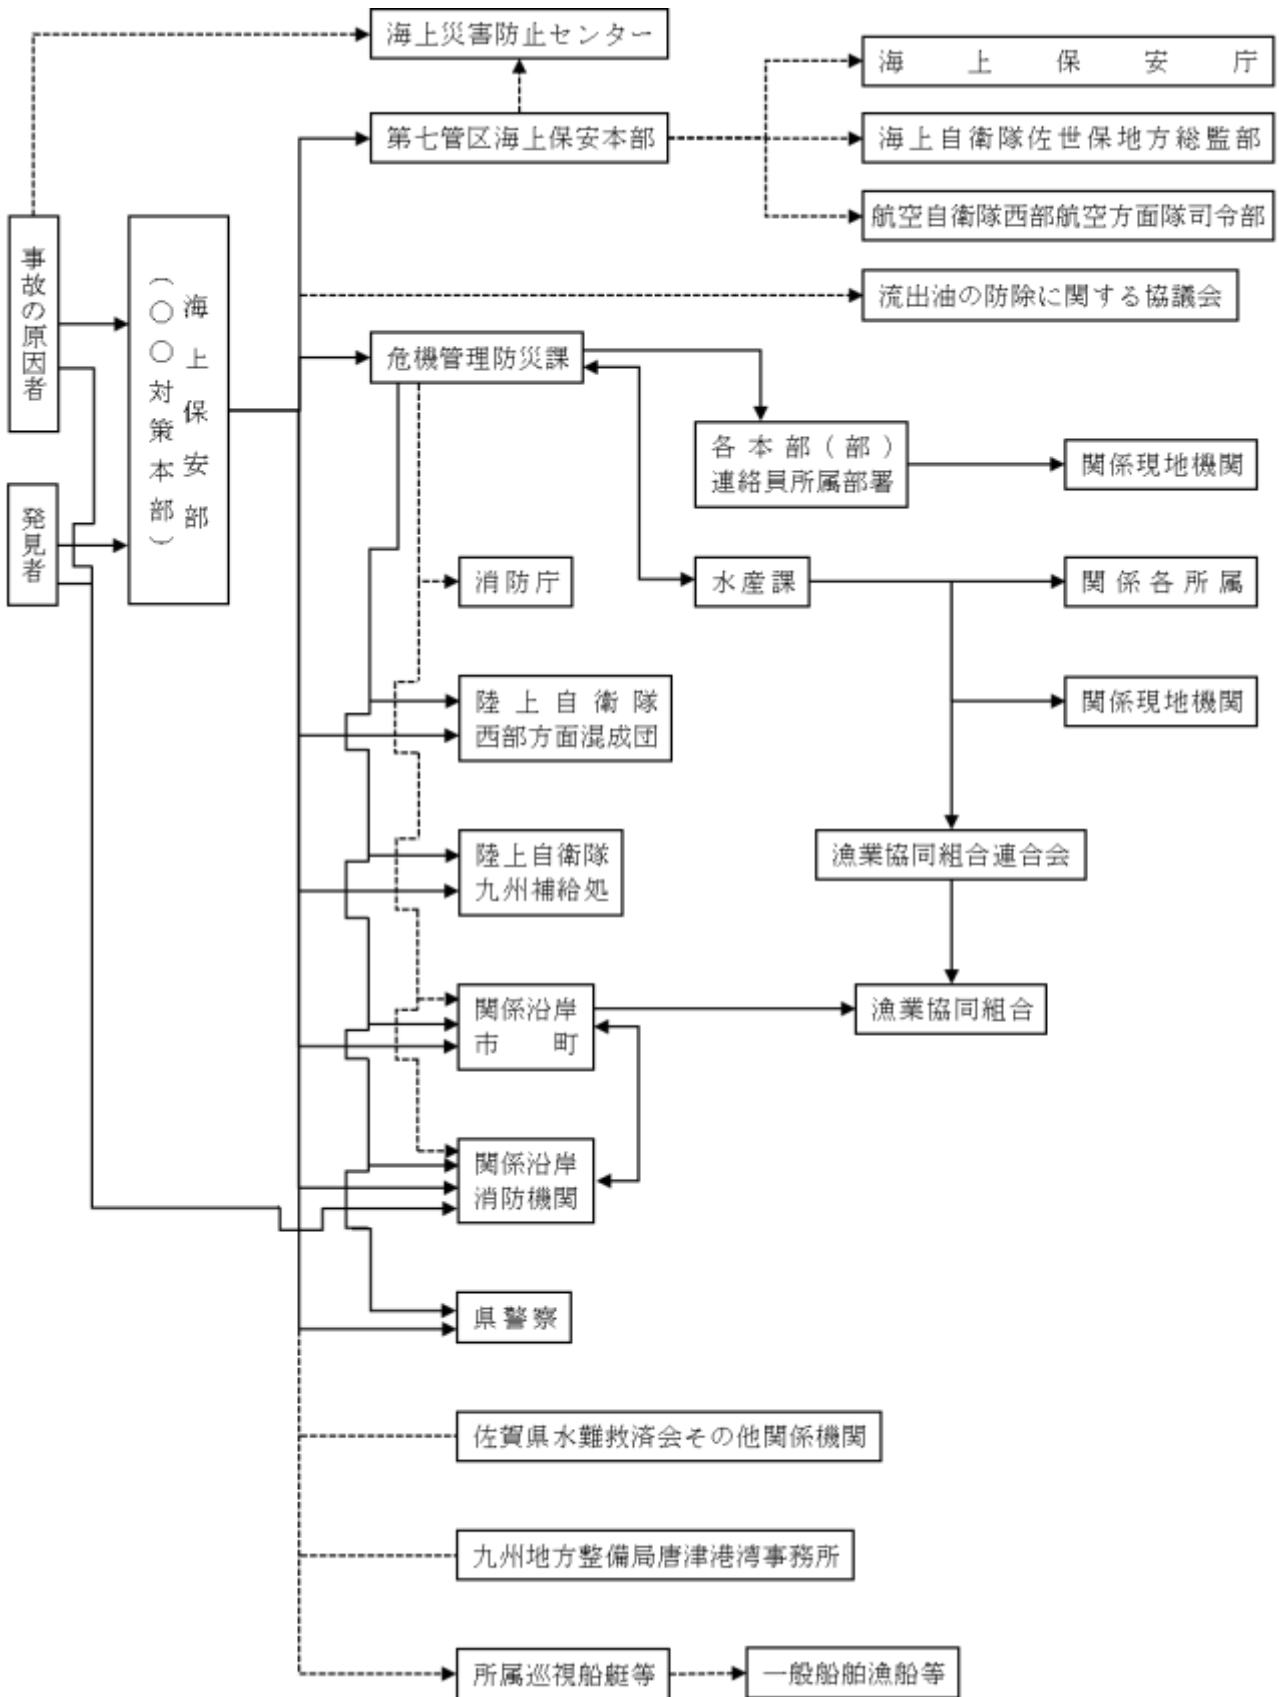 海上災害防止センター
海上保安庁
第七管区海上保安本部
海上自衛隊佐世保地方総監部
航空自衛隊西部航空方面隊司令部
事故の原因者
海上保安部
(○○対策本部)
流出油の防除に関する協議会
危機管理防災課
各本部(部)
連絡員所属部署
関係現地機関
発見者
消防庁
水産課
関係各所属
陸上自衛隊
西部方面混成団
関係現地機関
陸上自衛隊
九州補給処
漁業協同組合連合会
関係沿岸
市町
漁業協同組合
関係沿岸
消防機関
県警察
佐賀県水難救済会その他関係機関
九州地方整備局唐津港湾事務所
所属巡視船艇等
一般船舶漁船等